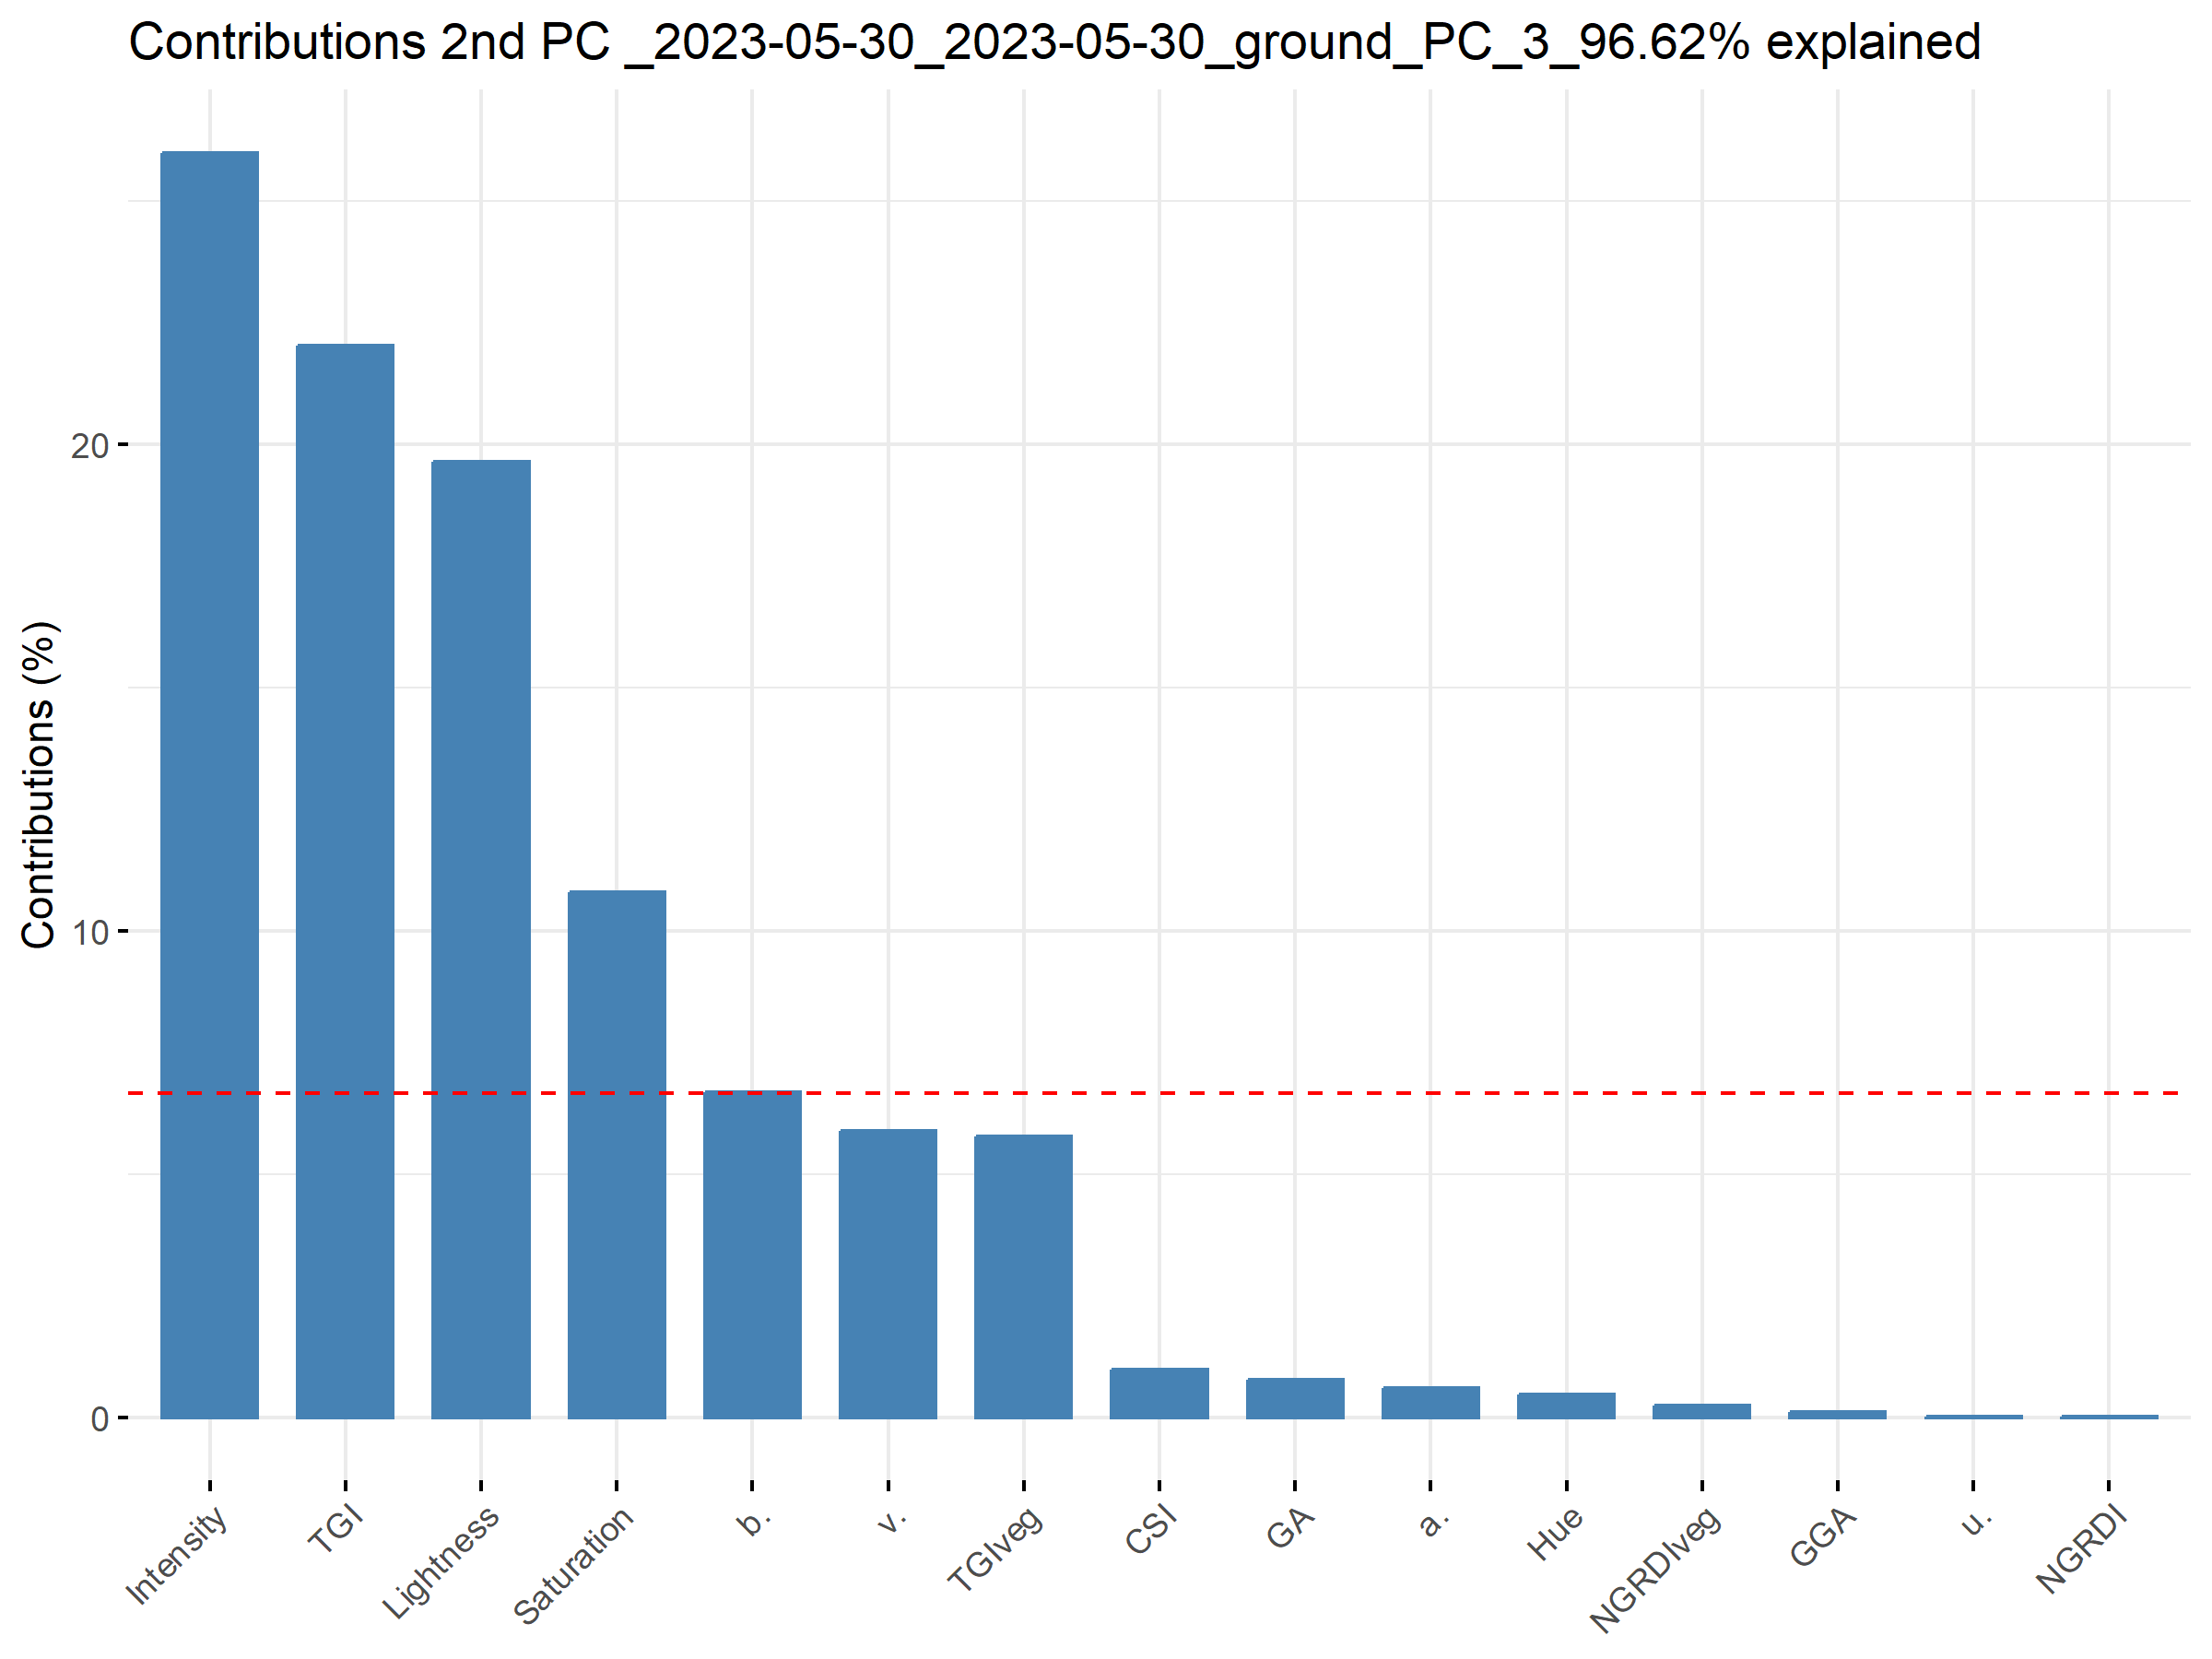 Contributions 2nd PC _2023-05-30_2023-05-30_ground_PC_3_96.62% explained
Contributions (%)
20
10
0
Intensity
TGI
Lightness
Saturation
b.
v.
TGIveg
CSI
GA
a.
Hue
NGRDIveg
GGA
u.
NGRDI